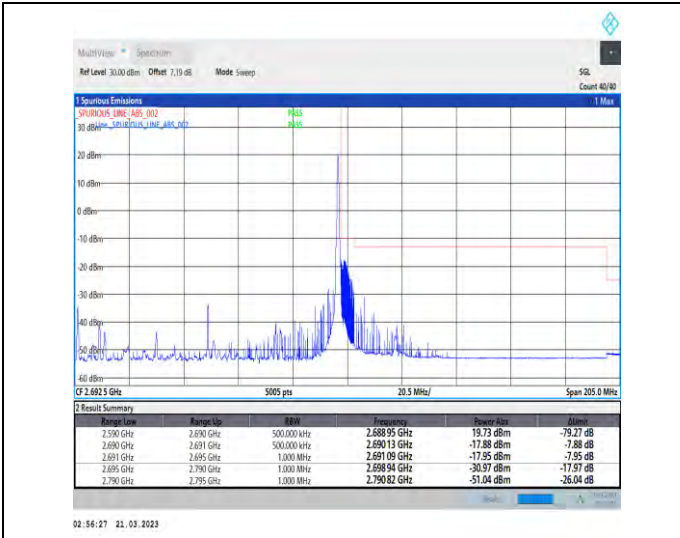 MultiView Spectrum
Ref Level 30.00 dBm Offset 7.19 dB Mode Sweep SGL
Count 40/40
1 Spurious Emissions 1 Max
SPURIOUS_LINE_ABS_002 PASS
Line _SPURIOUS_LINE_ABS_002 PASS
30 dBm
20 dBm
10 dBm
0 dBm
-10 dBm
-20 dBm
-30 dBm
-40 dBm
-50 dBm
-60 dBm
CF 2.6925 GHz 5005 pts 20.5 MHz/ Span 205.0 MHz
2 Result Summary
Range Low Range Up RBW Frequency Power Abs ΔLimit
2.590 GHz 2.690 GHz 500.000 kHz 2.688 95 GHz 19.73 dBm -79.27 dB
2.690 GHz 2.691 GHz 500.000 kHz 2.690 13 GHz -17.88 dBm -7.88 dB
2.691 GHz 2.695 GHz 1.000 MHz 2.691 09 GHz -17.95 dBm -7.95 dB
2.695 GHz 2.790 GHz 1.000 MHz 2.698 94 GHz -30.97 dBm -17.97 dB
2.790 GHz 2.795 GHz 1.000 MHz 2.790 82 GHz -51.04 dBm -26.04 dB
02:56:27 21.03.2023